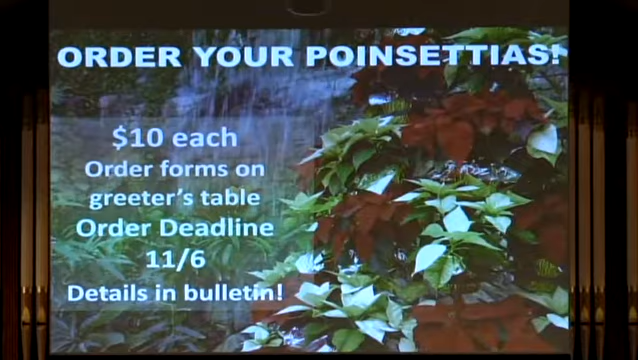 ORDER YOUR POINSETTIAS!
$10 each
Order forms on
greeter's table
Order Deadline
11/6
Details in bulletin!